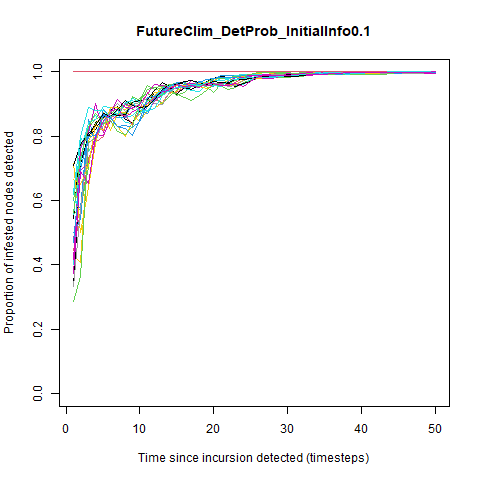 FutureClim_DetProb_InitialInfo0.1
Proportion of infested nodes detected
1.0
0.8
0.6
0.4
0.2
0.0
0 10 20 30 40 50
Time since incursion detected (timesteps)